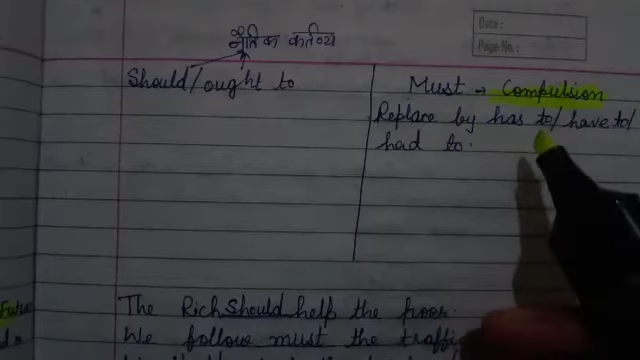 नैतिक कर्तव्य
Date:
Page No.:
Should/ought to
Must → Compulsion
Replace by has to/have to/
had to.
The Rich should help the poor.
We follow must the traffi